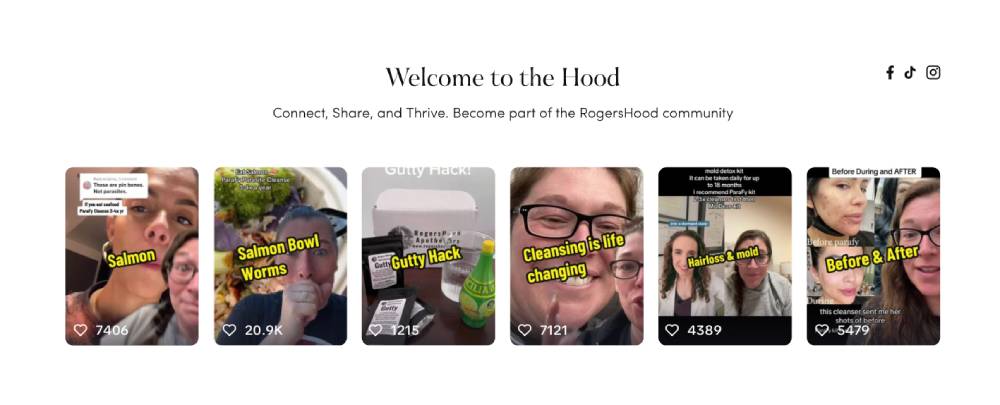 Welcome to the Hood
Connect, Share, and Thrive. Become part of the RogersHood community
Those are pin bones.
Not parasites.
If you eat seafood
ParaFy Cleanse 3-4x yr
Salmon
7406
Eat Salmon
ParaFy Parasite Cleanse
Salmon Bowl
Worms
20.9K
Gutty Hack!
RogersHood
Apothecary
Gutty
Gutty Hack
Gutty
1215
Cleansing is life
changing
7121
mold detox kit
It can be taken daily for up
to 18 months
I recommend ParaFy kit
Hairloss & mold
4389
Before During and AFTER
Before parafy
Before & After
During
this cleanser sent me her
shots of before
5479